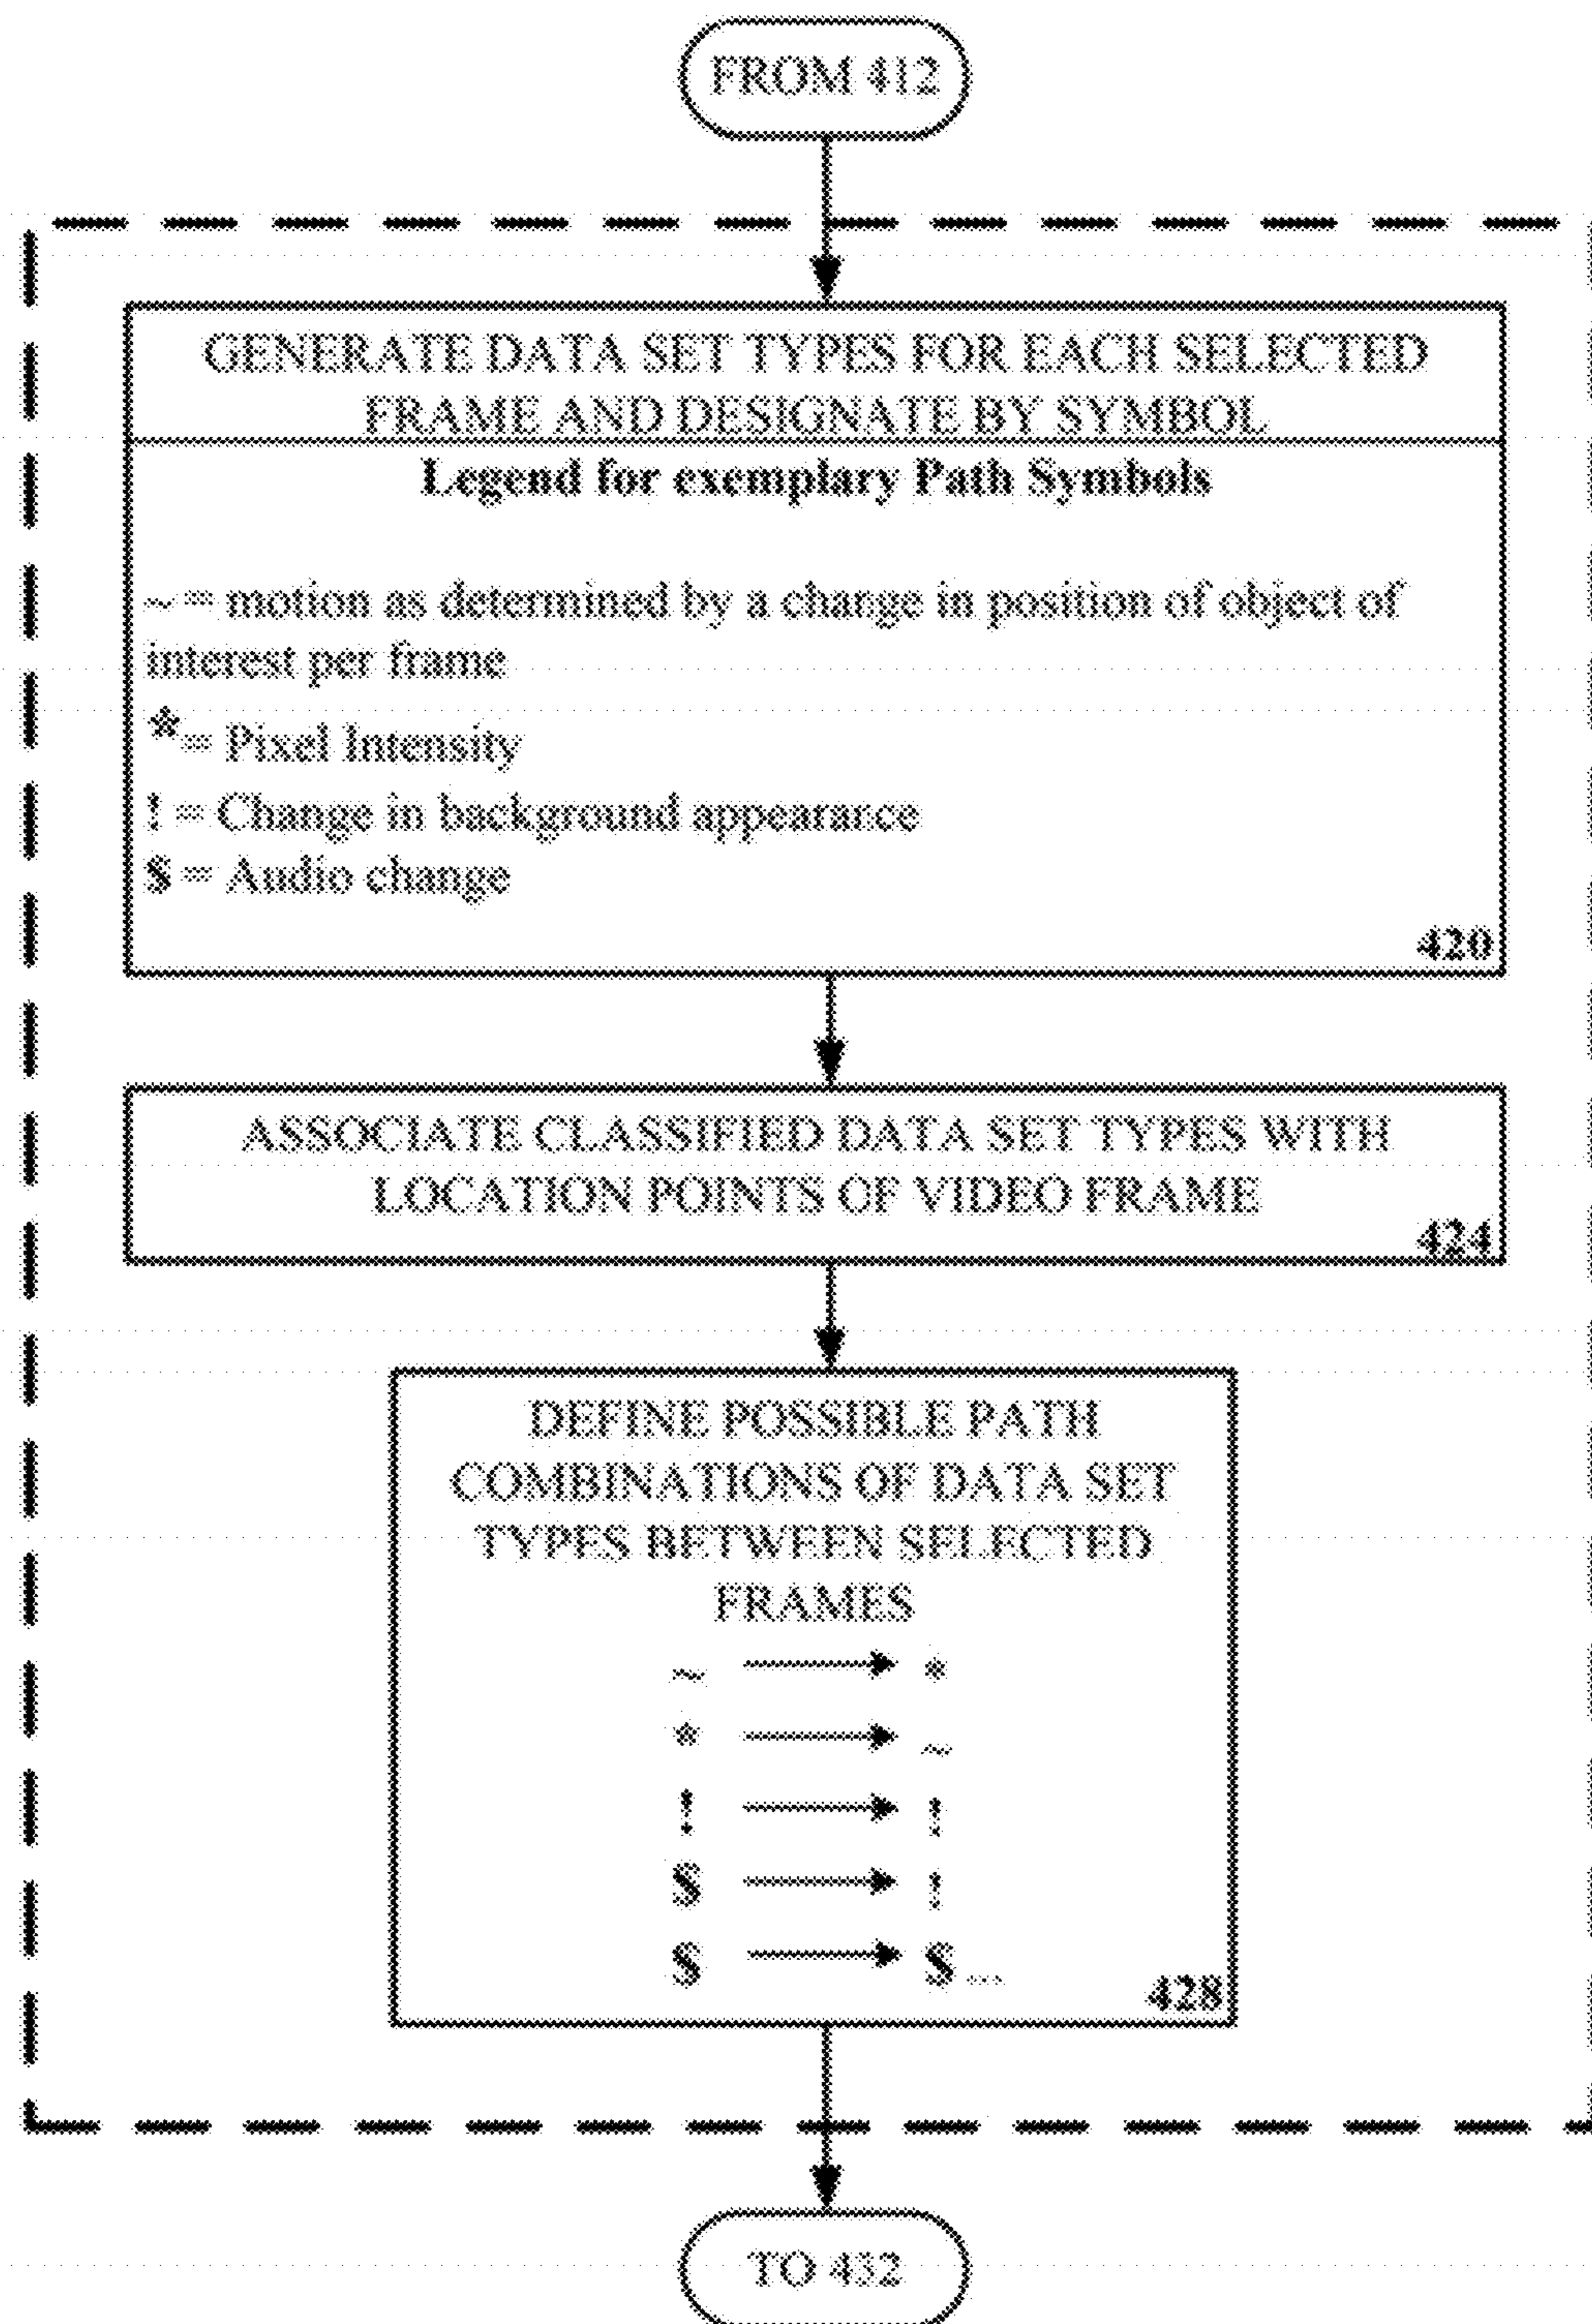 FROM 412
GENERATE DATA SET TYPES FOR EACH SELECTED
FRAME AND DESIGNATE BY SYMBOL
Legend for exemplary Path Symbols
~ = motion as determined by a change in position of object of
interest per frame
*= Pixel Intensity
! = Change in background appearance
$ = Audio change
420
ASSOCIATE CLASSIFIED DATA SET TYPES WITH
LOCATION POINTS OF VIDEO FRAME
424
DEFINE POSSIBLE PATH
COMBINATIONS OF DATA SET
TYPES BETWEEN SELECTED
FRAMES
~ → *
* → ~
! → !
$ → !
$ → $ ...
428
TO 432